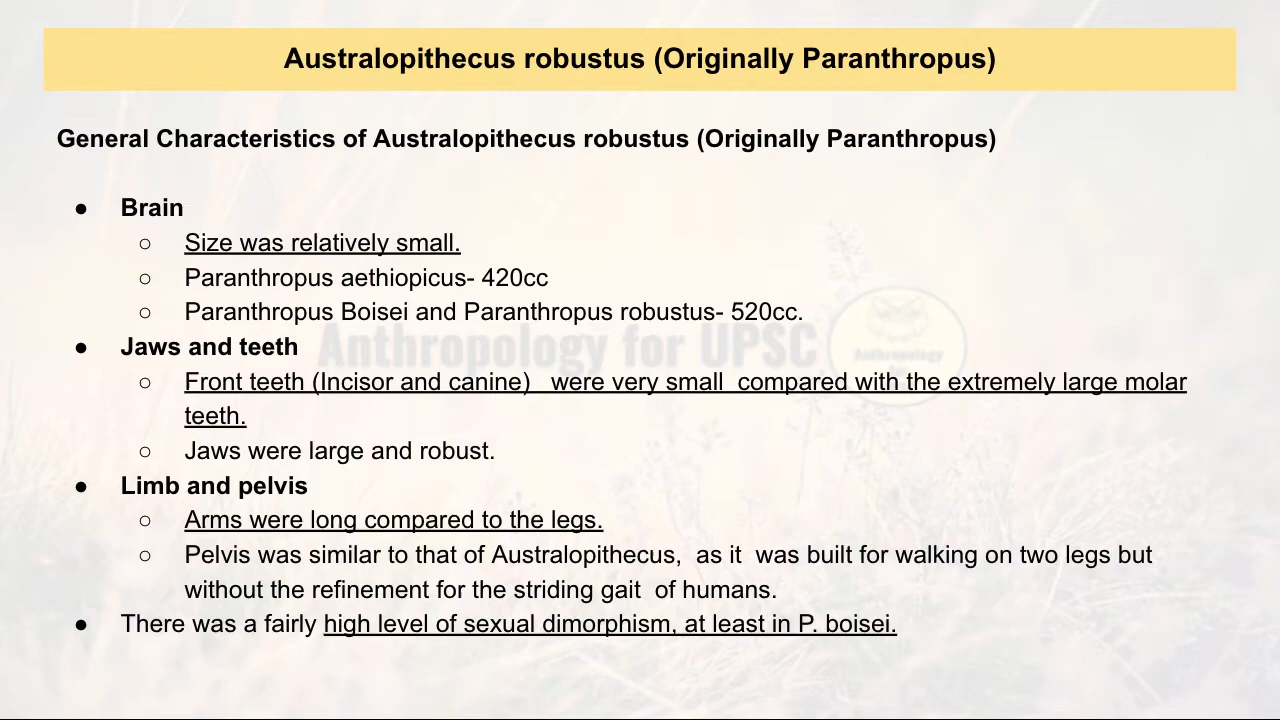 Australopithecus robustus (Originally Paranthropus)
General Characteristics of Australopithecus robustus (Originally Paranthropus)
● Brain
○ Size was relatively small.
○ Paranthropus aethiopicus- 420cc
○ Paranthropus Boisei and Paranthropus robustus- 520cc.
Anthropology for UPSC
Anthropology
● Jaws and teeth
○ Front teeth (Incisor and canine) were very small compared with the extremely large molar
teeth.
○ Jaws were large and robust.
● Limb and pelvis
○ Arms were long compared to the legs.
○ Pelvis was similar to that of Australopithecus, as it was built for walking on two legs but
without the refinement for the striding gait of humans.
● There was a fairly high level of sexual dimorphism, at least in P. boisei.